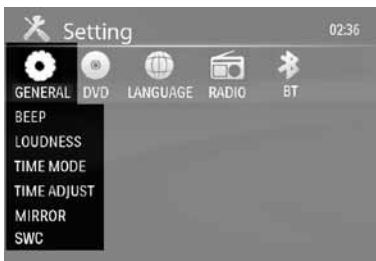 Setting 02:36
GENERAL DVD LANGUAGE RADIO BT
BEEP
LOUDNESS
TIME MODE
TIME ADJUST
MIRROR
SWC